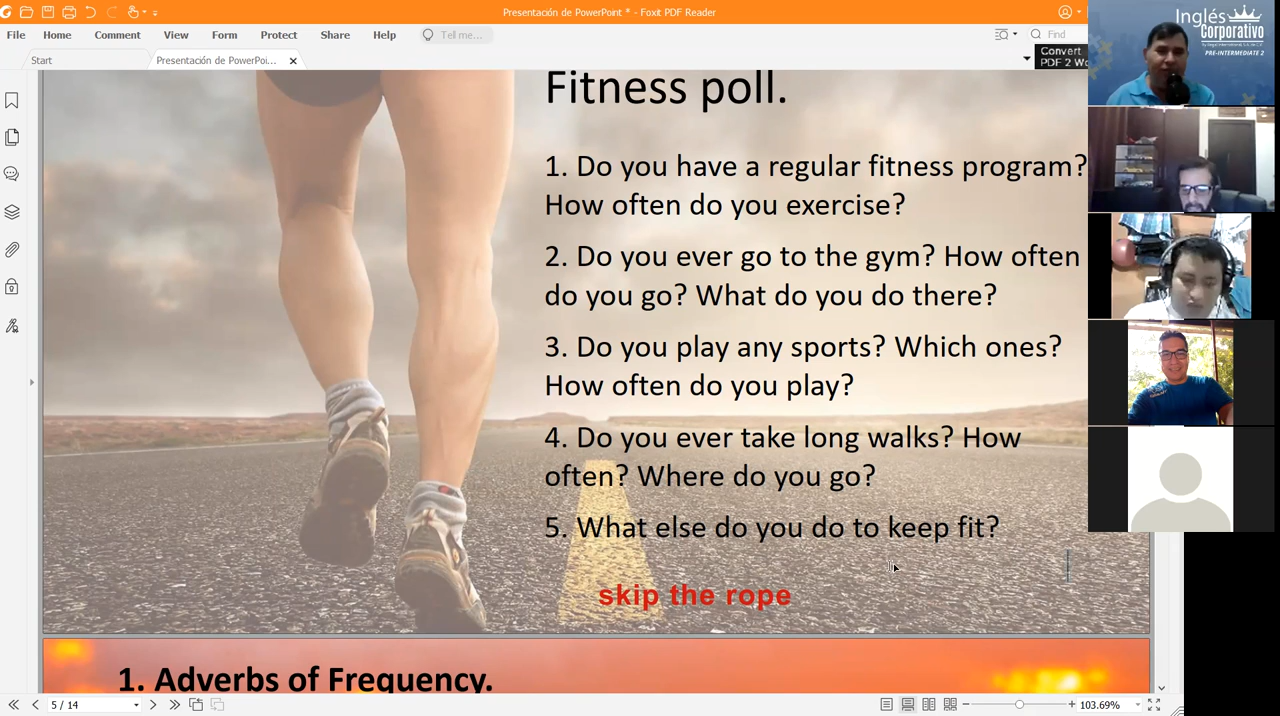 Presentación de PowerPoint * - Foxit PDF Reader
File Home Comment View Form Protect Share Help Tell me... Find
Start Presentación de PowerPoi...
Convert
PDF 2 Wo
Inglés
Corporativo
PRE-INTERMEDIATE 2
Fitness poll.
1. Do you have a regular fitness program?
How often do you exercise?
2. Do you ever go to the gym? How often
do you go? What do you do there?
3. Do you play any sports? Which ones?
How often do you play?
4. Do you ever take long walks? How
often? Where do you go?
5. What else do you do to keep fit?
skip the rope
1. Adverbs of Frequency.
5 / 14
103.69%